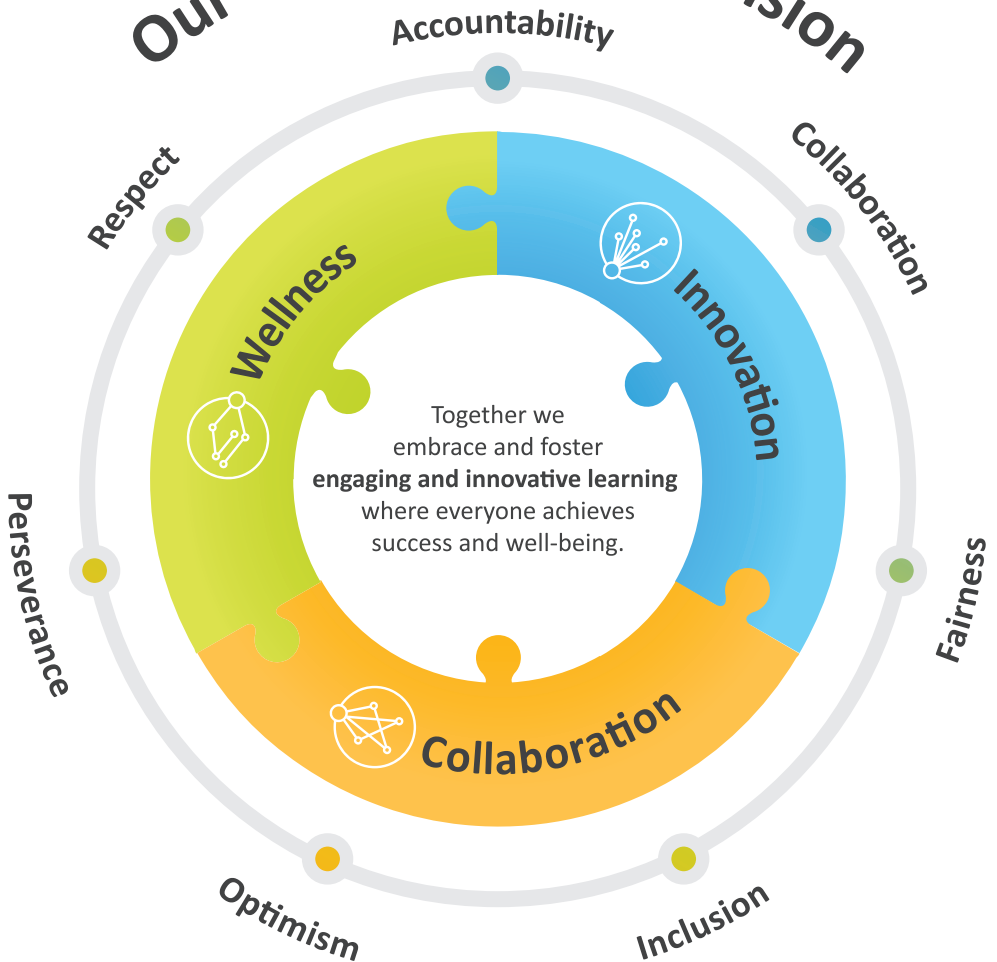 Our
Accountability
Collaboration
Fairness
Inclusion
Optimism
Perseverance
Respect
Wellness
Innovation
Collaboration
Together we
embrace and foster
engaging and innovative learning
where everyone achieves
success and well-being.